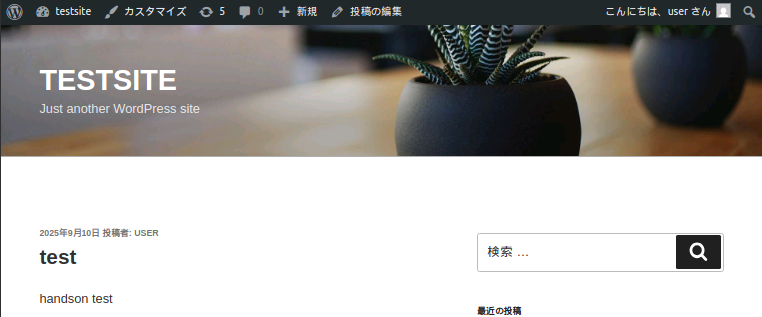 testsite カスタマイズ 5 0 新規 投稿の編集 こんにちは、user さん
TESTSITE
Just another WordPress site
2025年9月10日 投稿者: USER
test
検索 …
handson test
最近の投稿